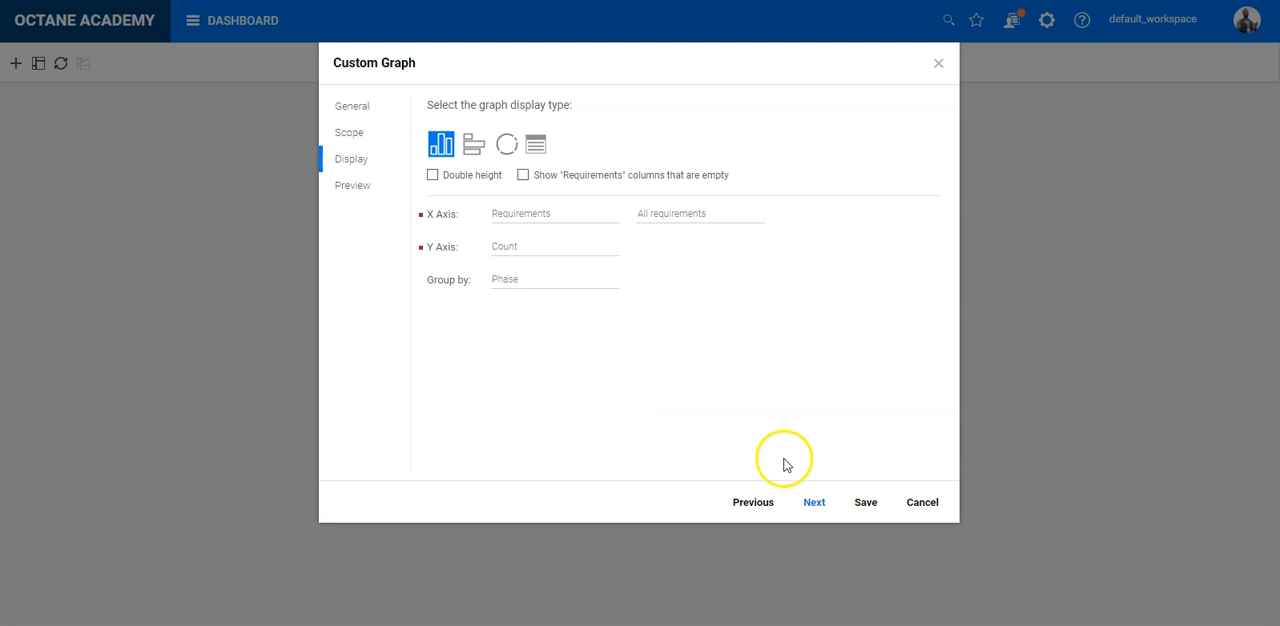 OCTANE ACADEMY DASHBOARD default_workspace
Custom Graph
General
Scope
Display
Preview
Select the graph display type:
Double height Show "Requirements" columns that are empty
X Axis: Requirements All requirements
Y Axis: Count
Group by: Phase
Previous Next Save Cancel